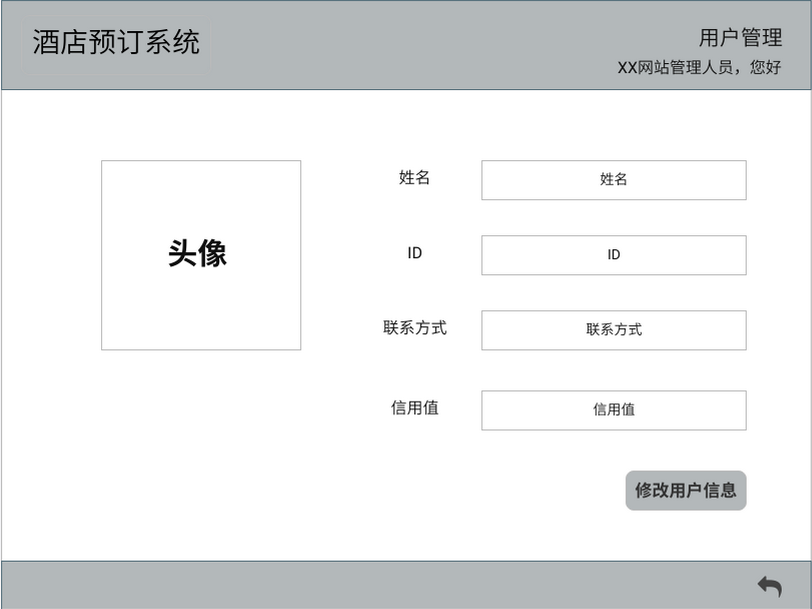 酒店预订系统
用户管理
XX网站管理人员，您好
头像
姓名
姓名
ID
ID
联系方式
联系方式
信用值
信用值
修改用户信息